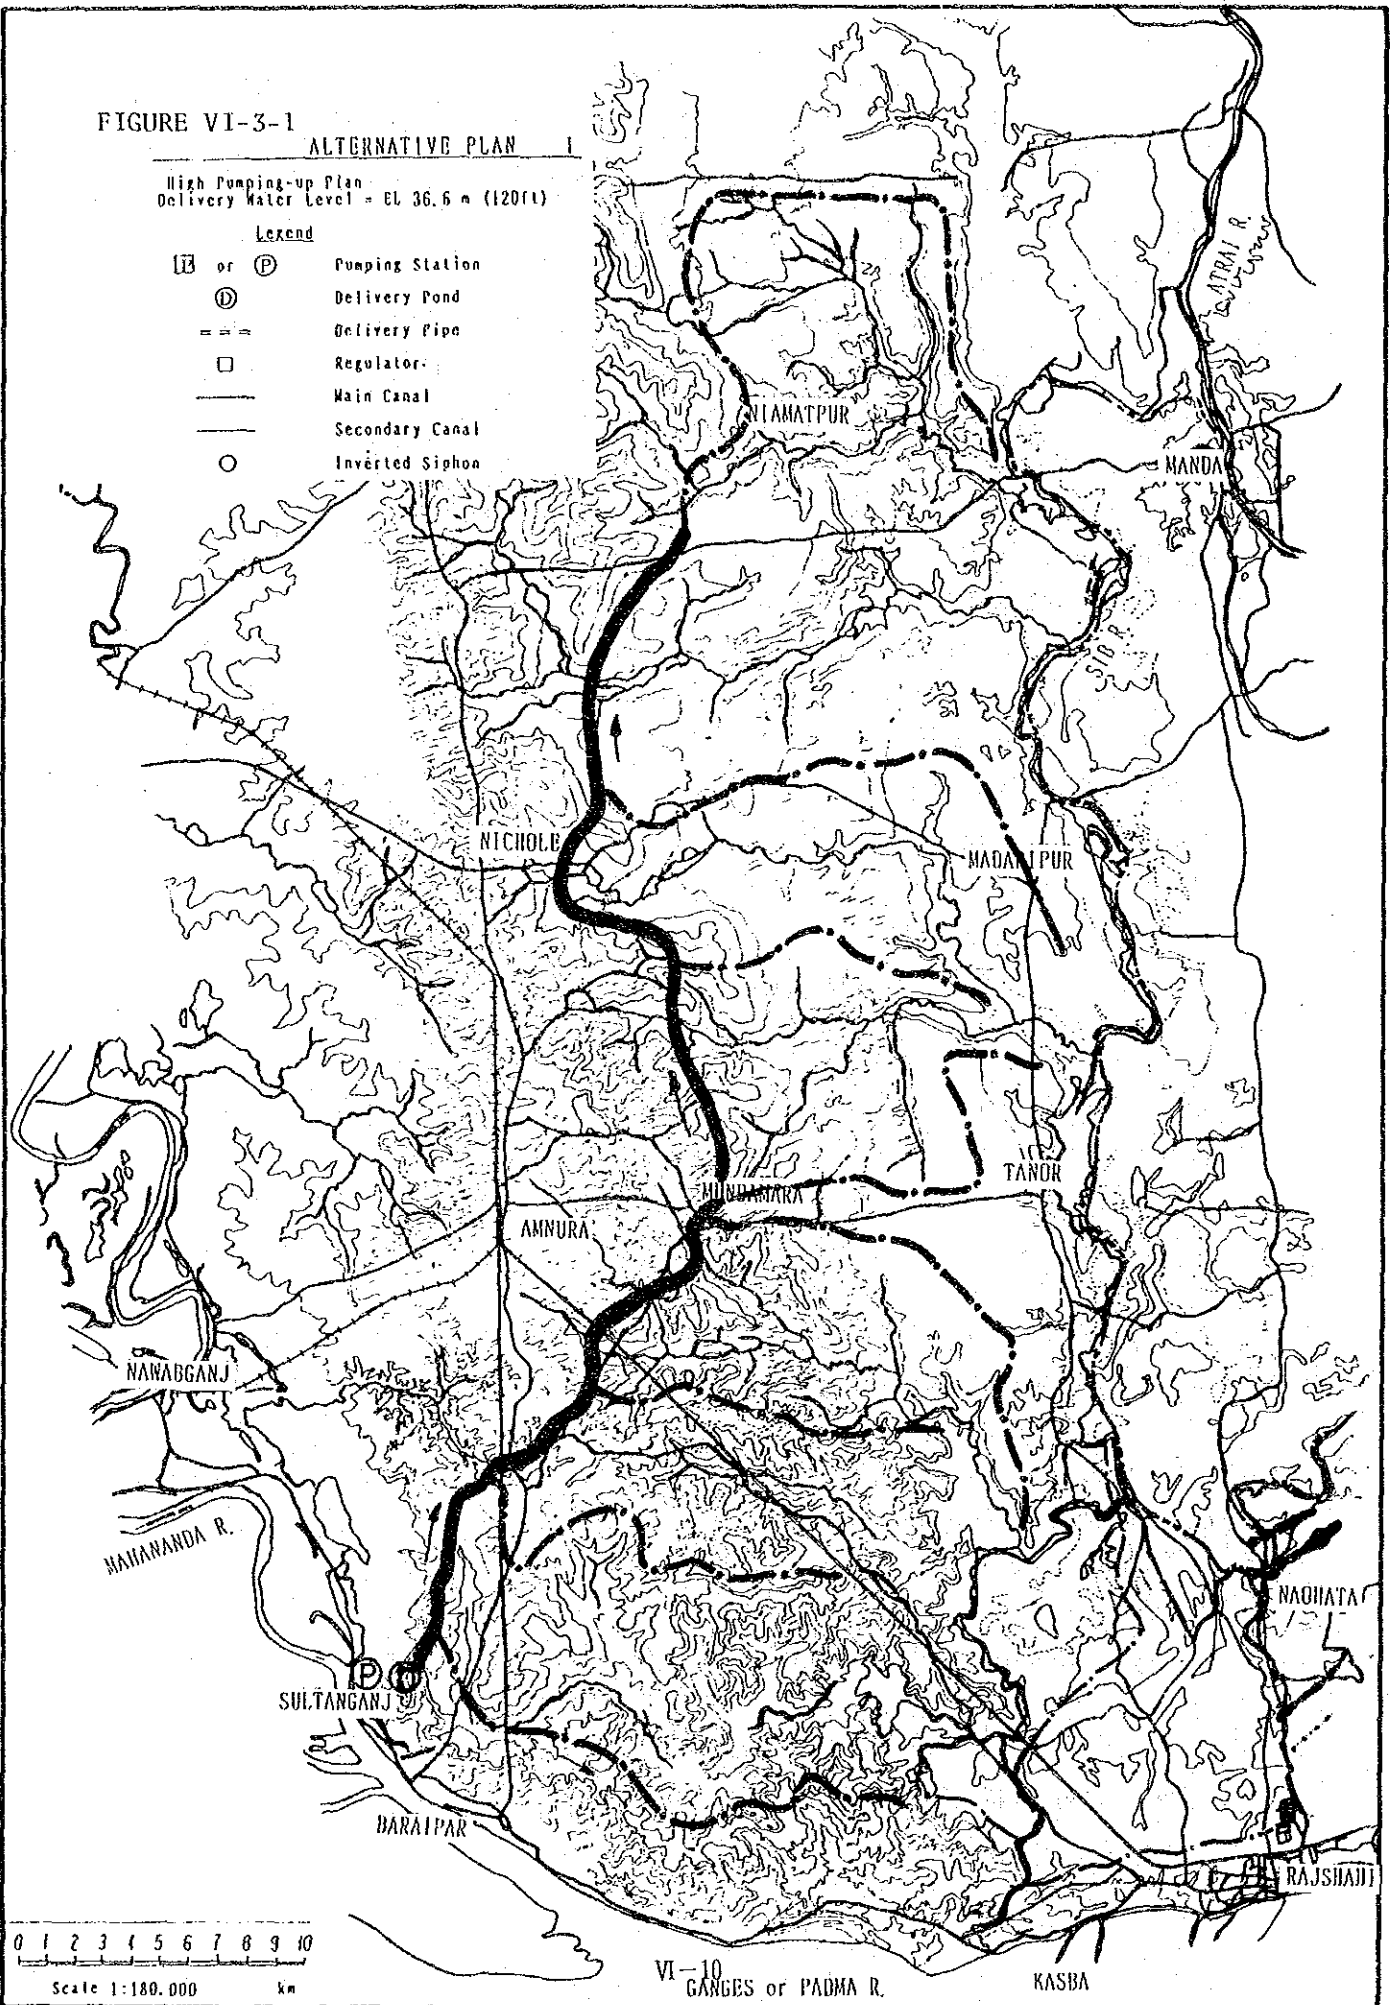 FIGURE VI-3-1
ALTERNATIVE PLAN 1
High Pumping-up Plan
Delivery Water Level = EL 36.6 m (120ft)
Legend
or P Pumping Station
D Delivery Pond
Delivery Pipe
Regulator
Main Canal
Secondary Canal
Inverted Siphon
ATRAI R.
NIAMATPUR
MANDA
SIB R.
NICHOLE
MADARIPUR
TANOR
MUNDAMARA
AMNURA
NAWABGANJ
MAHANANDA R.
NAOHATA
P D
SULTANGANJ
BARAIPAR
RAJSHAHI
0 1 2 3 4 5 6 7 8 9 10
Scale 1:180.000 km
VI-10
GANGES or PADMA R.
KASBA